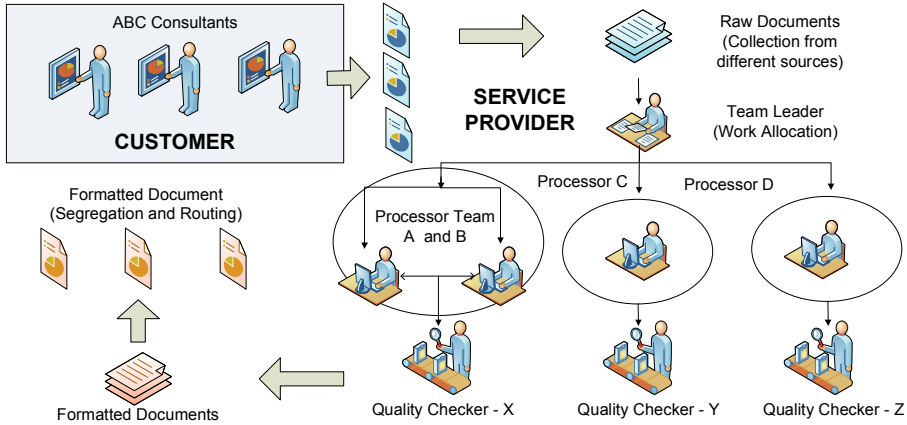 ABC Consultants
CUSTOMER
SERVICE
PROVIDER
Raw Documents
(Collection from
different sources)
Team Leader
(Work Allocation)
Processor C
Processor D
Processor Team
A and B
Formatted Document
(Segregation and Routing)
Formatted Documents
Quality Checker - X
Quality Checker - Y
Quality Checker - Z